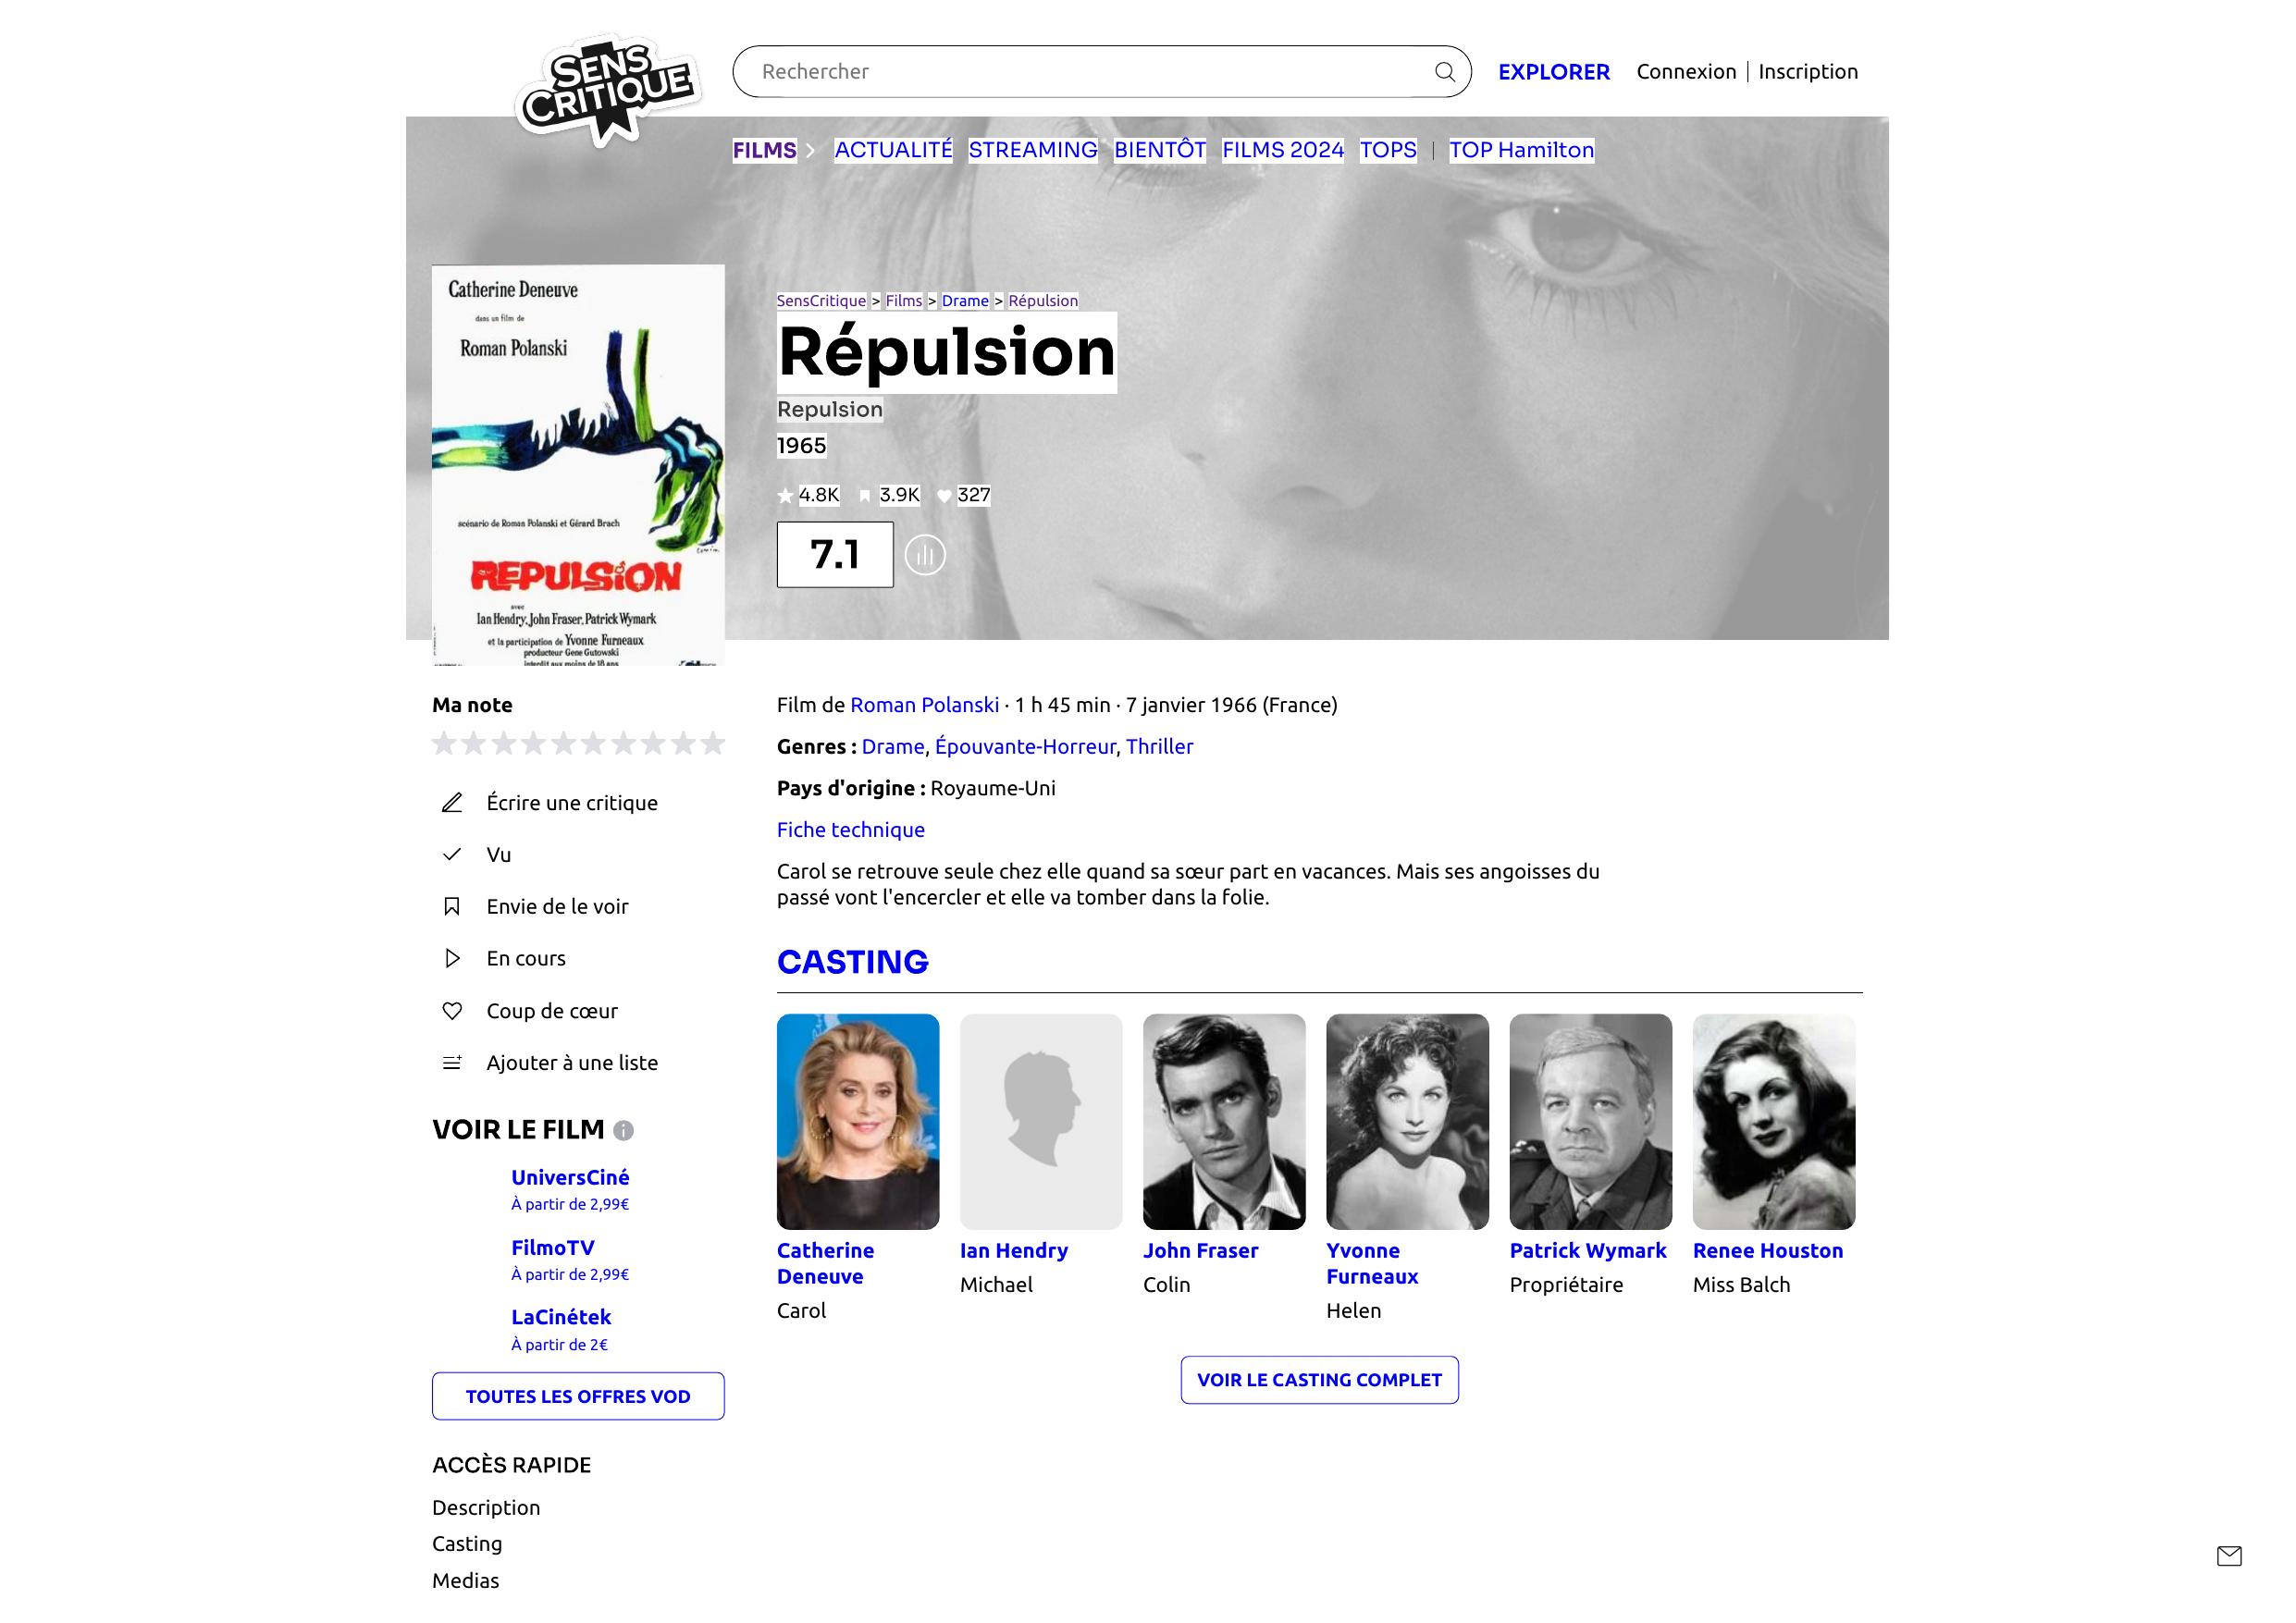 SENS
CRITIQUE
Rechercher
EXPLORER
Connexion | Inscription
FILMS
ACTUALITÉ STREAMING BIENTÔT FILMS 2024 TOPS | TOP Hamilton
Catherine Deneuve
dans un film de
Roman Polanski
scénario de Roman Polanski et Gérard Brach
REPULSION
avec
Ian Hendry, John Fraser, Patrick Wymark
et la participation de Yvonne Furneaux
producteur Gene Gutowski
interdit aux moins de 18 ans
SensCritique > Films > Drame > Répulsion
Répulsion
Repulsion
1965
4.8K 3.9K 327
7.1
Ma note
Écrire une critique
Vu
Envie de le voir
En cours
Coup de cœur
Ajouter à une liste
VOIR LE FILM
UniversCiné
À partir de 2,99€
FilmoTV
À partir de 2,99€
LaCinétek
À partir de 2€
TOUTES LES OFFRES VOD
ACCÈS RAPIDE
Description
Casting
Medias
Film de Roman Polanski · 1 h 45 min · 7 janvier 1966 (France)
Genres : Drame, Épouvante-Horreur, Thriller
Pays d'origine : Royaume-Uni
Fiche technique
Carol se retrouve seule chez elle quand sa sœur part en vacances. Mais ses angoisses du
passé vont l'encercler et elle va tomber dans la folie.
CASTING
Catherine
Deneuve
Carol
Ian Hendry
Michael
John Fraser
Colin
Yvonne
Furneaux
Helen
Patrick Wymark
Propriétaire
Renee Houston
Miss Balch
VOIR LE CASTING COMPLET